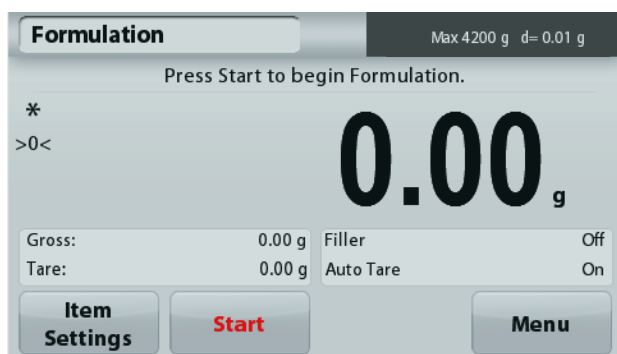 Formulation
Max 4200 g d= 0.01 g
Press Start to begin Formulation.
*
>0<
0.00 g
Gross: 0.00 g Filler Off
Tare: 0.00 g Auto Tare On
Item Settings
Start
Menu